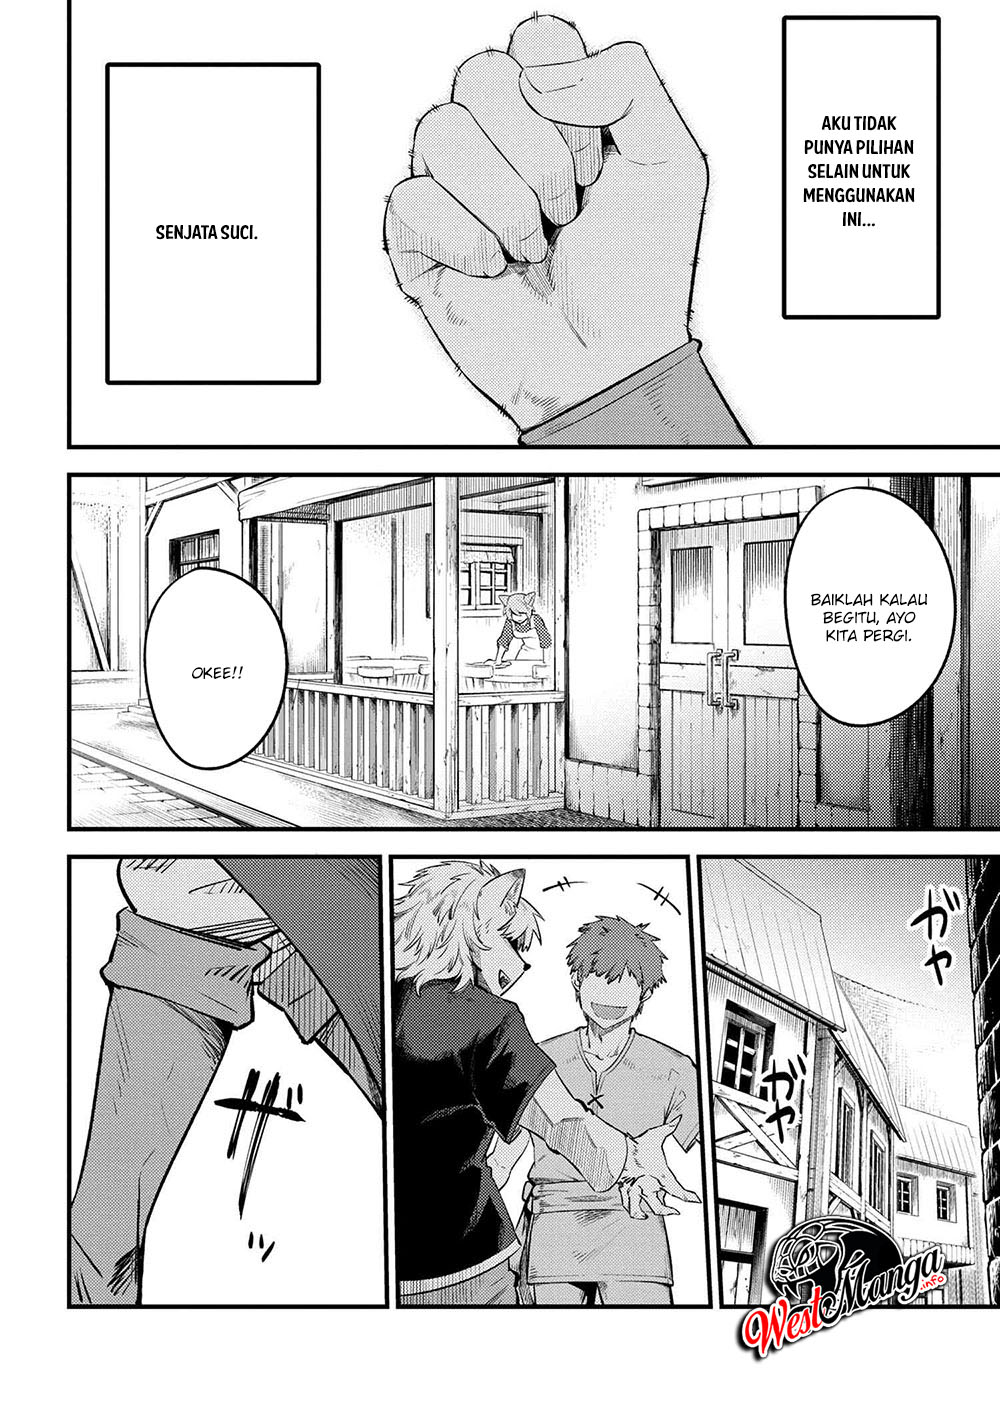 AKU TIDAK
PUNYA PILIHAN
SELAIN UNTUK
MENGGUNAKAN
INI...
SENJATA SUCI.
BAIKLAH KALAU
BEGITU, AYO
KITA PERGI.
OKEE!!
ガヤ
ガヤ
ザッ
WestManga.info